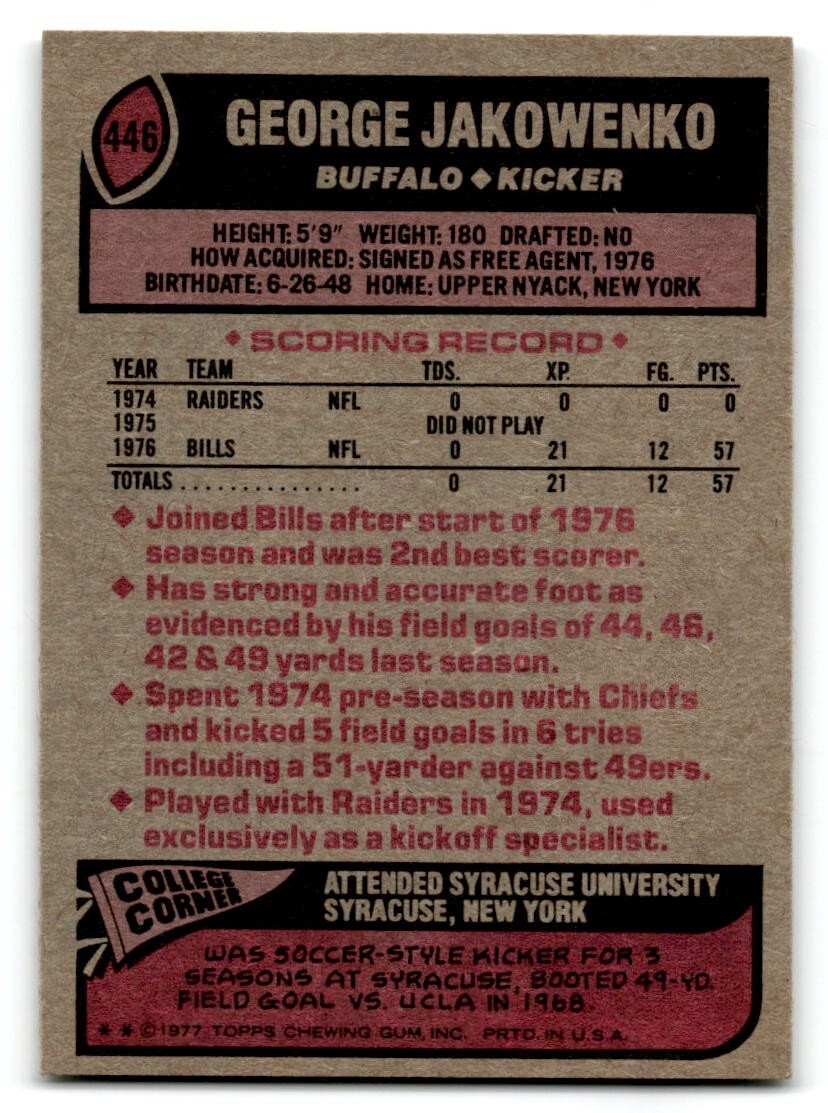 446
GEORGE JAKOWENKO
BUFFALO ◆ KICKER
HEIGHT: 5'9" WEIGHT: 180 DRAFTED: NO
HOW ACQUIRED: SIGNED AS FREE AGENT, 1976
BIRTHDATE: 6-26-48 HOME: UPPER NYACK, NEW YORK
◆ SCORING RECORD ◆
YEAR TEAM TDS. XP. FG. PTS.
1974 RAIDERS NFL 0 0 0 0
1975 DID NOT PLAY
1976 BILLS NFL 0 21 12 57
TOTALS . . . . . . . . . . . . . . . 0 21 12 57
◆ Joined Bills after start of 1976
season and was 2nd best scorer.
◆ Has strong and accurate foot as
evidenced by his field goals of 44, 46,
42 & 49 yards last season.
◆ Spent 1974 pre-season with Chiefs
and kicked 5 field goals in 6 tries
including a 51-yarder against 49ers.
◆ Played with Raiders in 1974, used
exclusively as a kickoff specialist.
COLLEGE
CORNER
ATTENDED SYRACUSE UNIVERSITY
SYRACUSE, NEW YORK
WAS SOCCER-STYLE KICKER FOR 3
SEASONS AT SYRACUSE, BOOTED 49-YD.
FIELD GOAL VS. UCLA IN 1968.
* * © 1977 TOPPS CHEWING GUM, INC. PRTD. IN U.S.A.